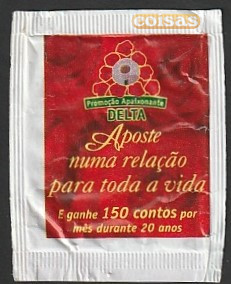 coisas
Promoção Apaixonante
DELTA
Aposte
numa relação
para toda a vida
E ganhe 150 contos por
mês durante 20 anos